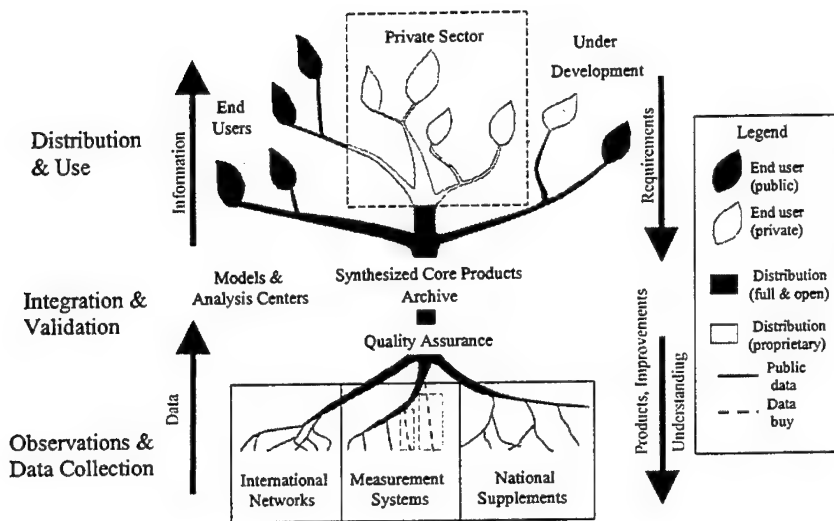 Private Sector
Under
Development
End
Users
Distribution
& Use
Information
Requirements
Legend
End user
(public)
End user
(private)
Distribution
(full & open)
Distribution
(proprietary)
Public
data
Data
buy
Models &
Analysis Centers
Synthesized Core Products
Archive
Integration &
Validation
Quality Assurance
Data
Products, Improvements
Understanding
Observations &
Data Collection
International
Networks
Measurement
Systems
National
Supplements